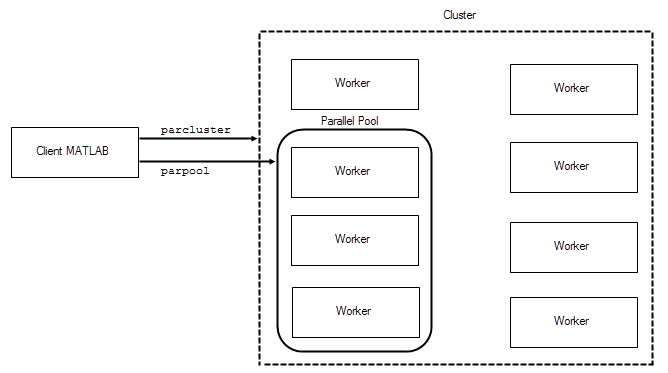 Cluster
Worker
Worker
Parallel Pool
parcluster
Client MATLAB
parpool
Worker
Worker
Worker
Worker
Worker
Worker